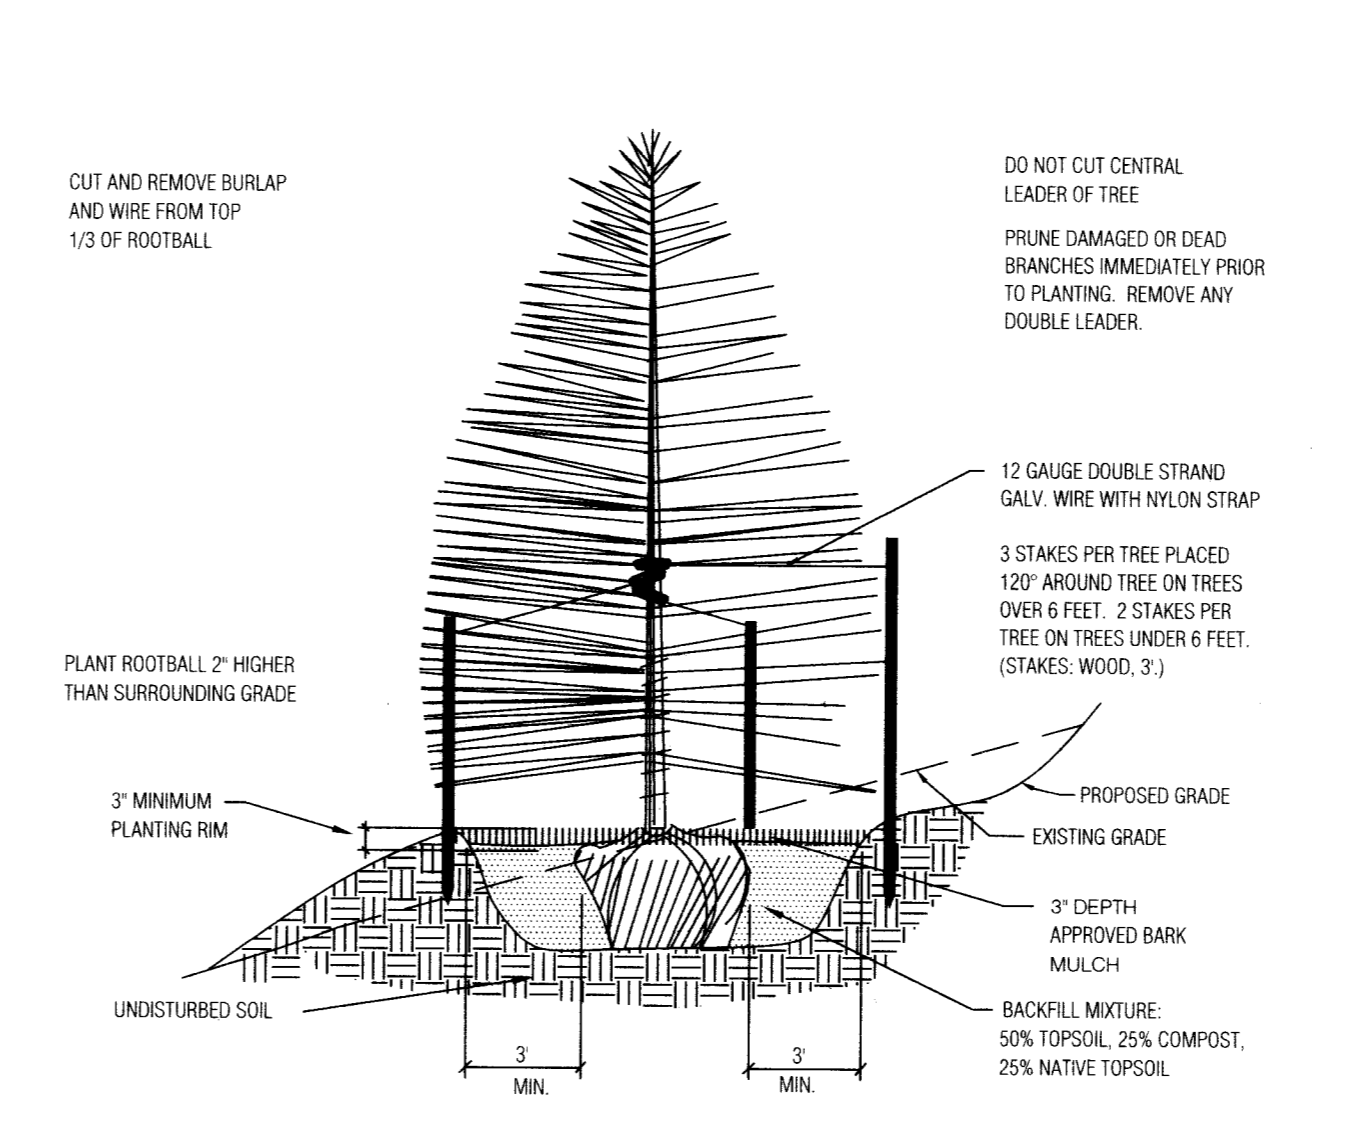 CUT AND REMOVE BURLAP
AND WIRE FROM TOP
1/3 OF ROOTBALL
DO NOT CUT CENTRAL
LEADER OF TREE
PRUNE DAMAGED OR DEAD
BRANCHES IMMEDIATELY PRIOR
TO PLANTING. REMOVE ANY
DOUBLE LEADER.
12 GAUGE DOUBLE STRAND
GALV. WIRE WITH NYLON STRAP
3 STAKES PER TREE PLACED
120° AROUND TREE ON TREES
OVER 6 FEET. 2 STAKES PER
TREE ON TREES UNDER 6 FEET.
(STAKES: WOOD, 3'.)
PLANT ROOTBALL 2" HIGHER
THAN SURROUNDING GRADE
3" MINIMUM
PLANTING RIM
PROPOSED GRADE
EXISTING GRADE
3" DEPTH
APPROVED BARK
MULCH
UNDISTURBED SOIL
BACKFILL MIXTURE:
50% TOPSOIL, 25% COMPOST,
25% NATIVE TOPSOIL
3'
MIN.
3'
MIN.